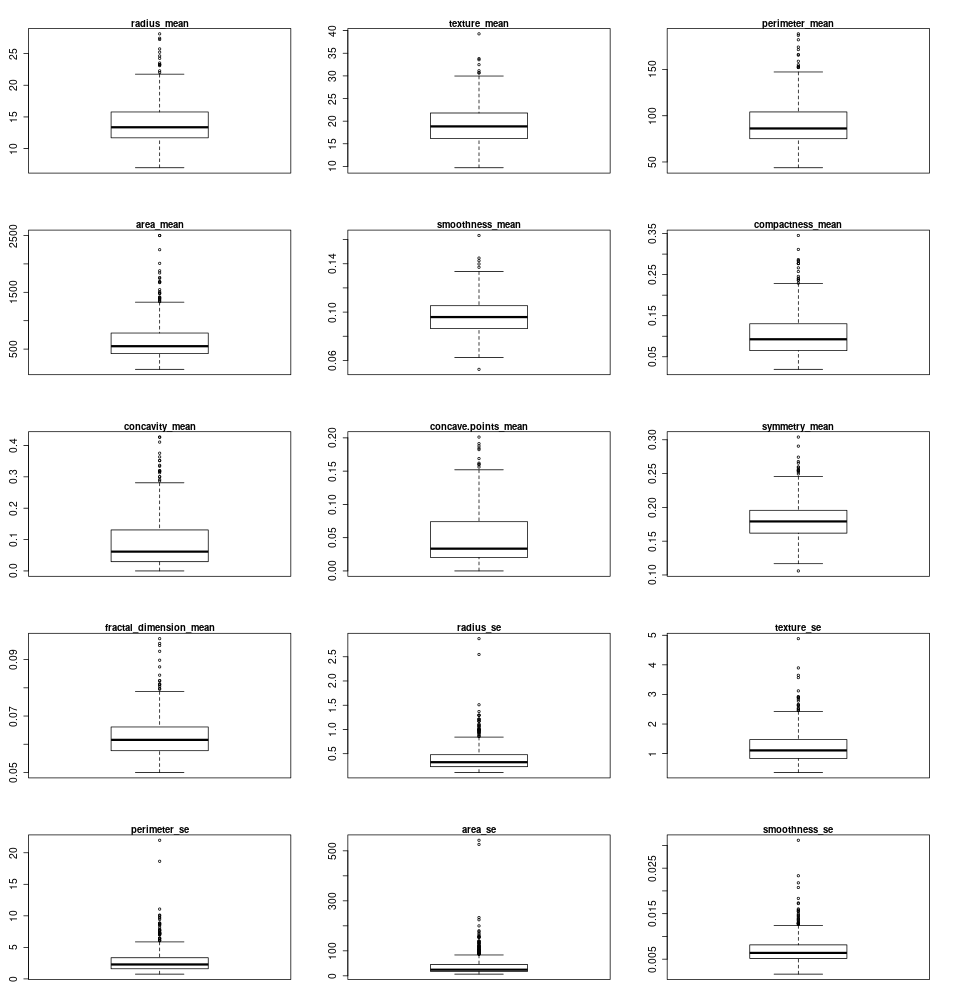 radius_mean texture_mean perimeter_mean
10 15 20 25
10 15 20 25 30 35 40
50 100 150
area_mean smoothness_mean compactness_mean
500 1500 2500
0.06 0.10 0.14
0.05 0.15 0.25 0.35
concavity_mean concave.points_mean symmetry_mean
0.0 0.1 0.2 0.3 0.4
0.00 0.05 0.10 0.15 0.20
0.10 0.15 0.20 0.25 0.30
fractal_dimension_mean radius_se texture_se
0.05 0.07 0.09
0.5 1.0 1.5 2.0 2.5
1 2 3 4 5
perimeter_se area_se smoothness_se
0 5 10 15 20
0 100 300 500
0.005 0.015 0.025